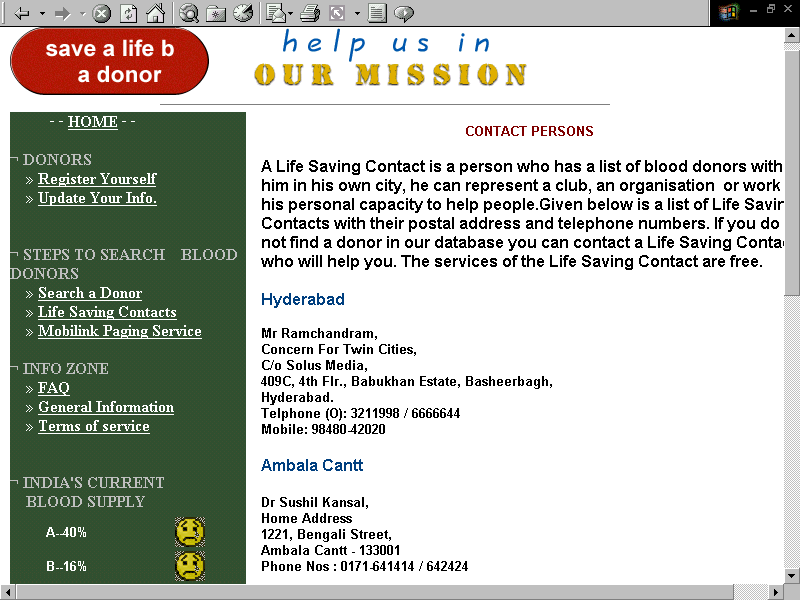 save a life b
a donor
help us in
OUR MISSION
- - HOME - -
¬ DONORS
» Register Yourself
» Update Your Info.
¬ STEPS TO SEARCH BLOOD
DONORS
» Search a Donor
» Life Saving Contacts
» Mobilink Paging Service
¬ INFO ZONE
» FAQ
» General Information
» Terms of service
¬ INDIA'S CURRENT
BLOOD SUPPLY
A--40%
B--16%
CONTACT PERSONS
A Life Saving Contact is a person who has a list of blood donors with
him in his own city, he can represent a club, an organisation or work
his personal capacity to help people.Given below is a list of Life Savin
Contacts with their postal address and telephone numbers. If you do
not find a donor in our database you can contact a Life Saving Conta
who will help you. The services of the Life Saving Contact are free.
Hyderabad
Mr Ramchandram,
Concern For Twin Cities,
C/o Solus Media,
409C, 4th Flr., Babukhan Estate, Basheerbagh,
Hyderabad.
Telphone (O): 3211998 / 6666644
Mobile: 98480-42020
Ambala Cantt
Dr Sushil Kansal,
Home Address
1221, Bengali Street,
Ambala Cantt - 133001
Phone Nos : 0171-641414 / 642424